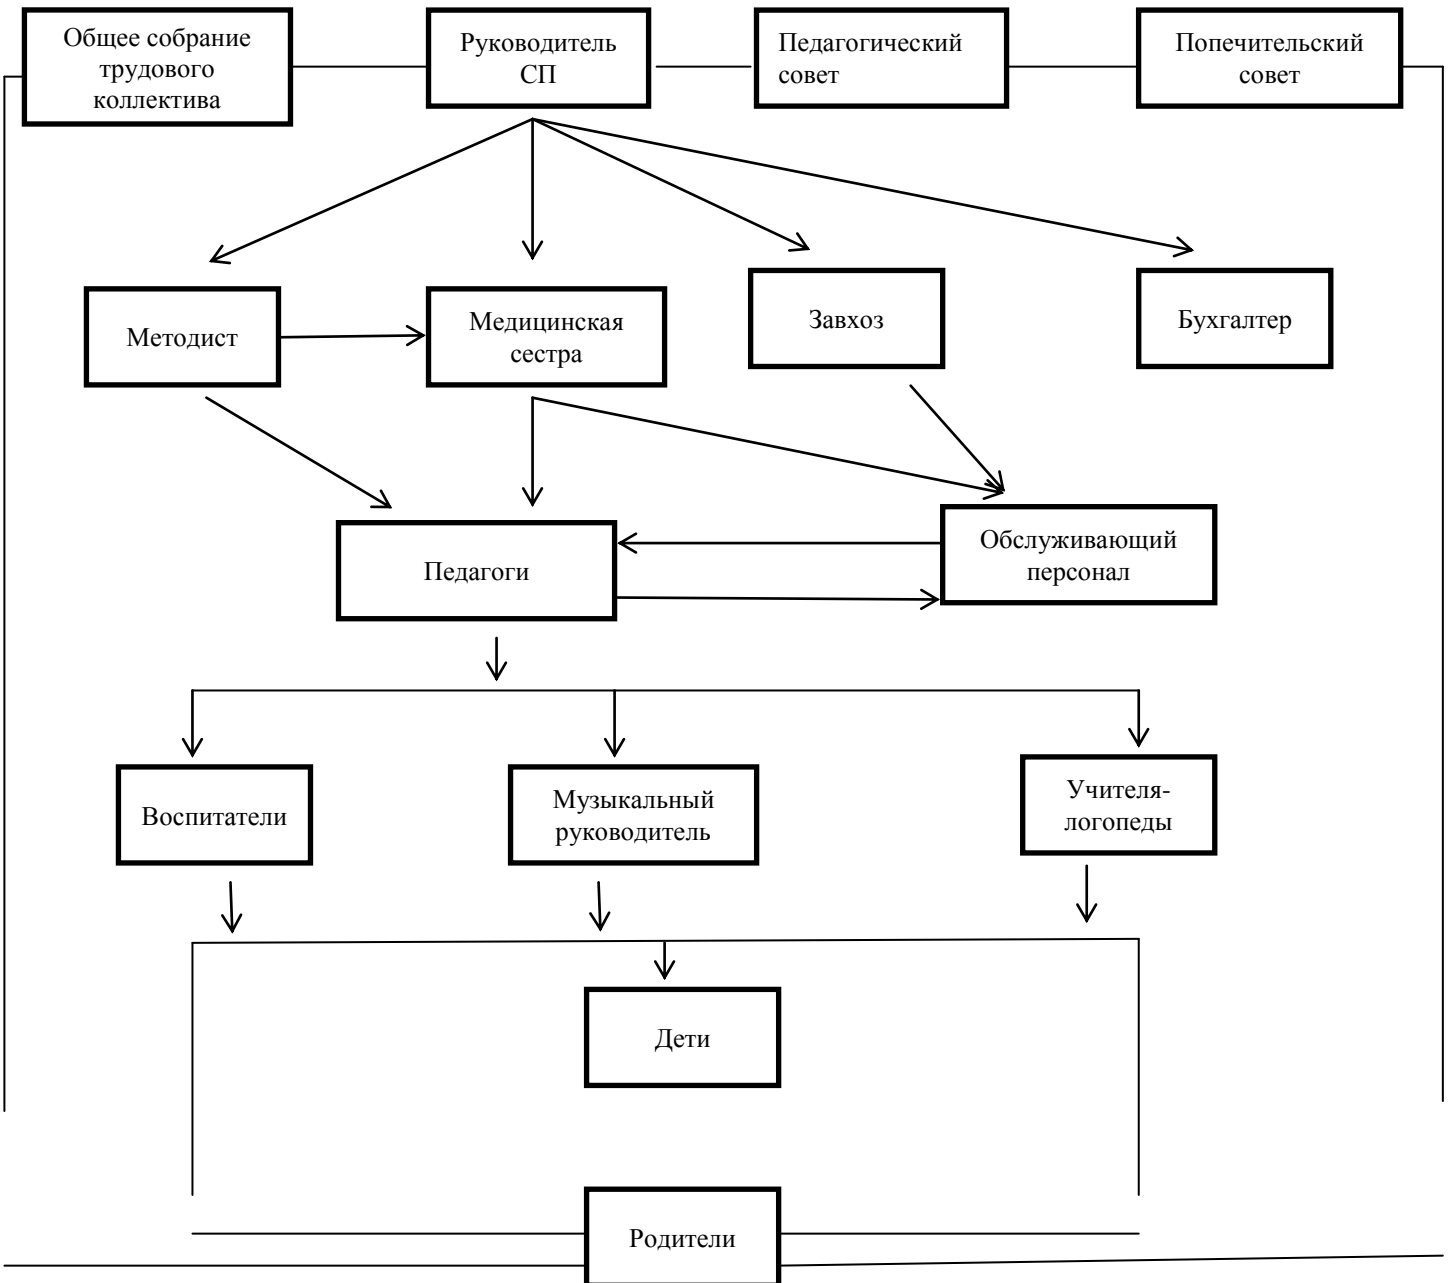 Общее собрание
трудового
коллектива
Руководитель
СП
Педагогический
совет
Попечительский
совет
Методист
Медицинская
сестра
Завхоз
Бухгалтер
Педагоги
Обслуживающий
персонал
Воспитатели
Музыкальный
руководитель
Учителя-
логопеды
Дети
Родители